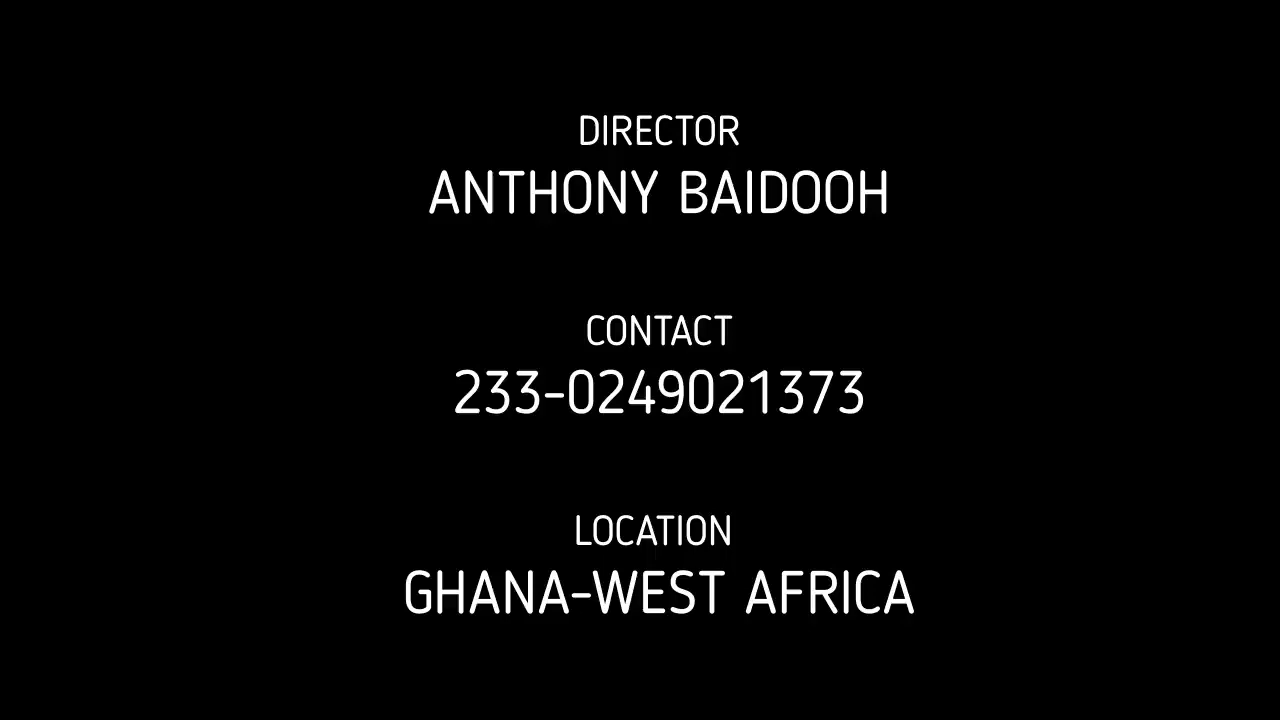 DIRECTOR
ANTHONY BAIDOOH
CONTACT
233-0249021373
LOCATION
GHANA-WEST AFRICA